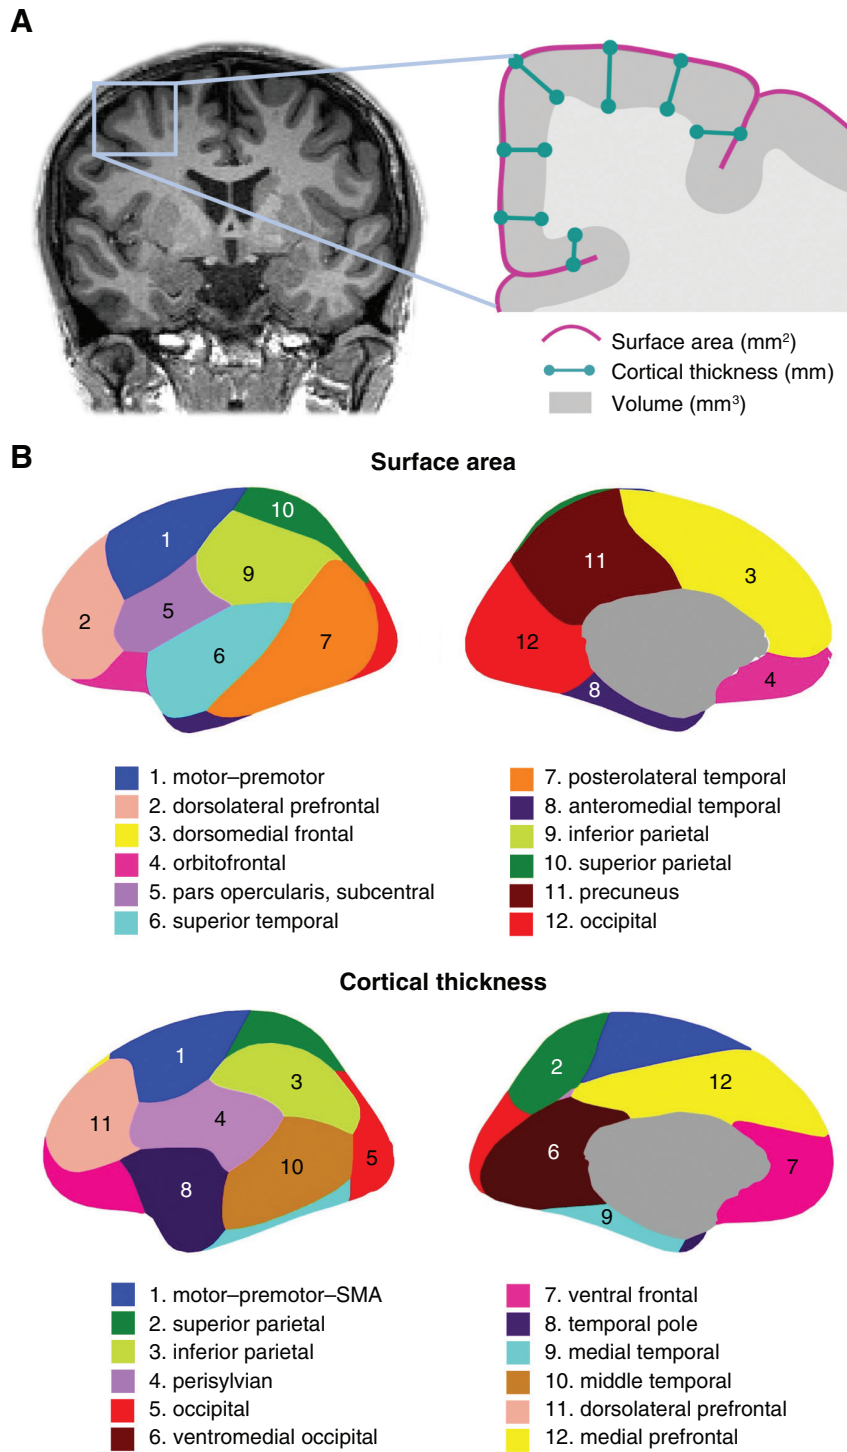 A
Surface area (mm²)
Cortical thickness (mm)
Volume (mm³)
B
Surface area
1
2
5
6
7
9
10
11
3
12
8
4
1. motor–premotor
2. dorsolateral prefrontal
3. dorsomedial frontal
4. orbitofrontal
5. pars opercularis, subcentral
6. superior temporal
7. posterolateral temporal
8. anteromedial temporal
9. inferior parietal
10. superior parietal
11. precuneus
12. occipital
Cortical thickness
1
3
11
4
8
10
5
2
12
6
7
9
1. motor–premotor–SMA
2. superior parietal
3. inferior parietal
4. perisylvian
5. occipital
6. ventromedial occipital
7. ventral frontal
8. temporal pole
9. medial temporal
10. middle temporal
11. dorsolateral prefrontal
12. medial prefrontal